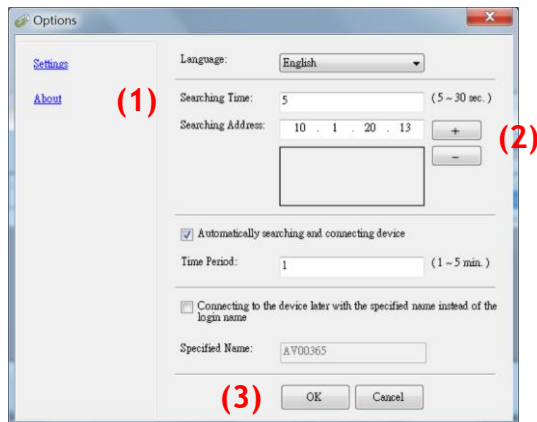 Options
Settings
About
Language: English
(1) Searching Time: 5 (5 ~ 30 sec. )
Searching Address: 10 . 1 . 20 . 13 + (2)
−
Automatically searching and connecting device
Time Period: 1 (1 ~ 5 min. )
Connecting to the device later with the specified name instead of the
login name
Specified Name: AV00365
(3) OK Cancel